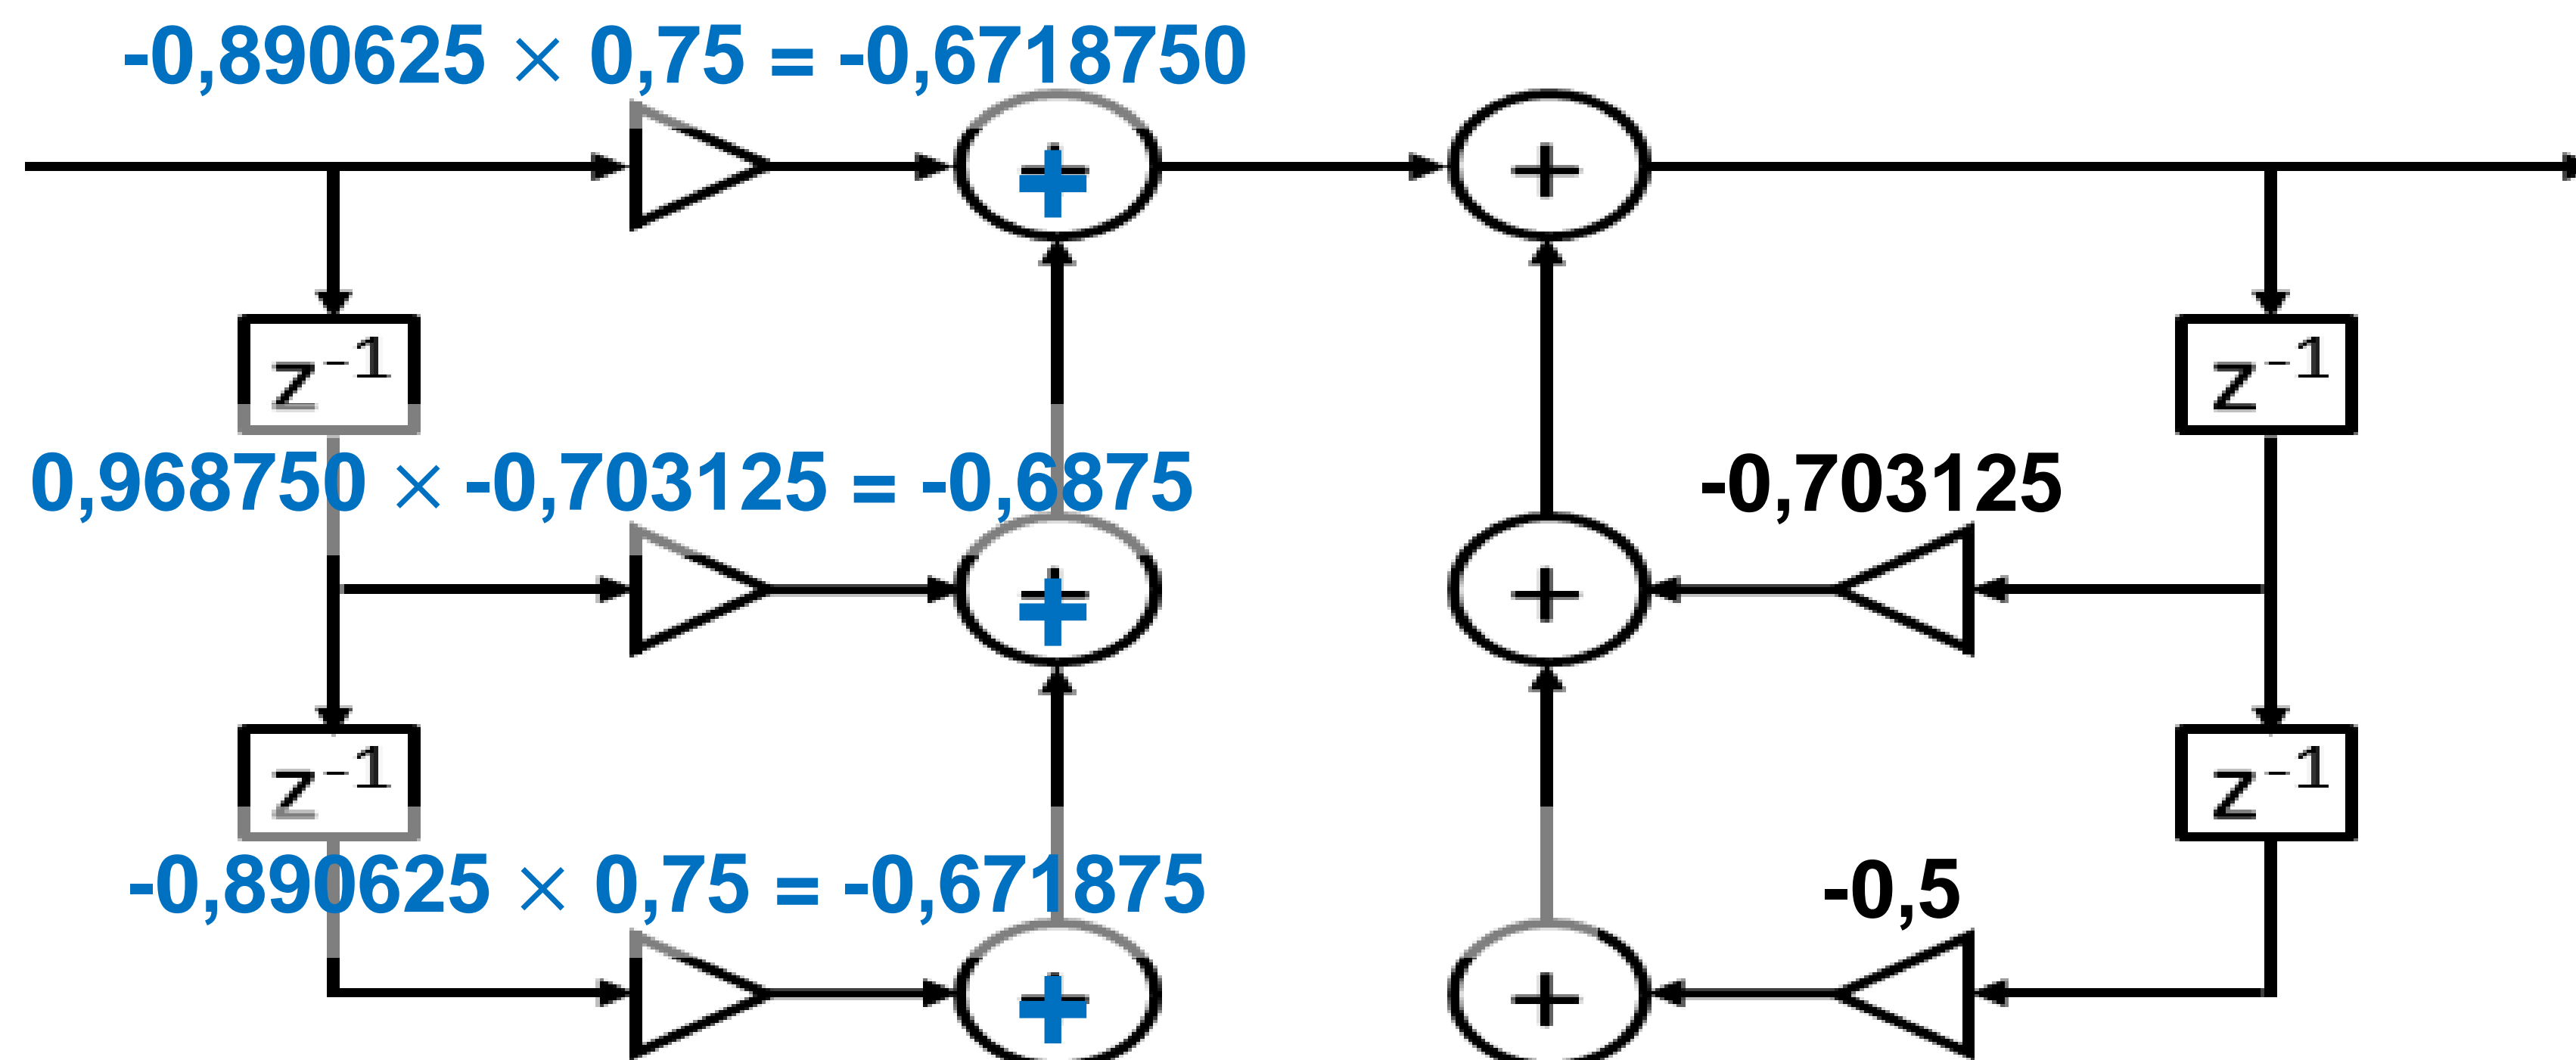 -0,890625 × 0,75 = -0,6718750
+ +
z⁻¹ z⁻¹
0,968750 × -0,703125 = -0,6875
-0,703125
+ +
z⁻¹ z⁻¹
-0,890625 × 0,75 = -0,671875
-0,5
+ +